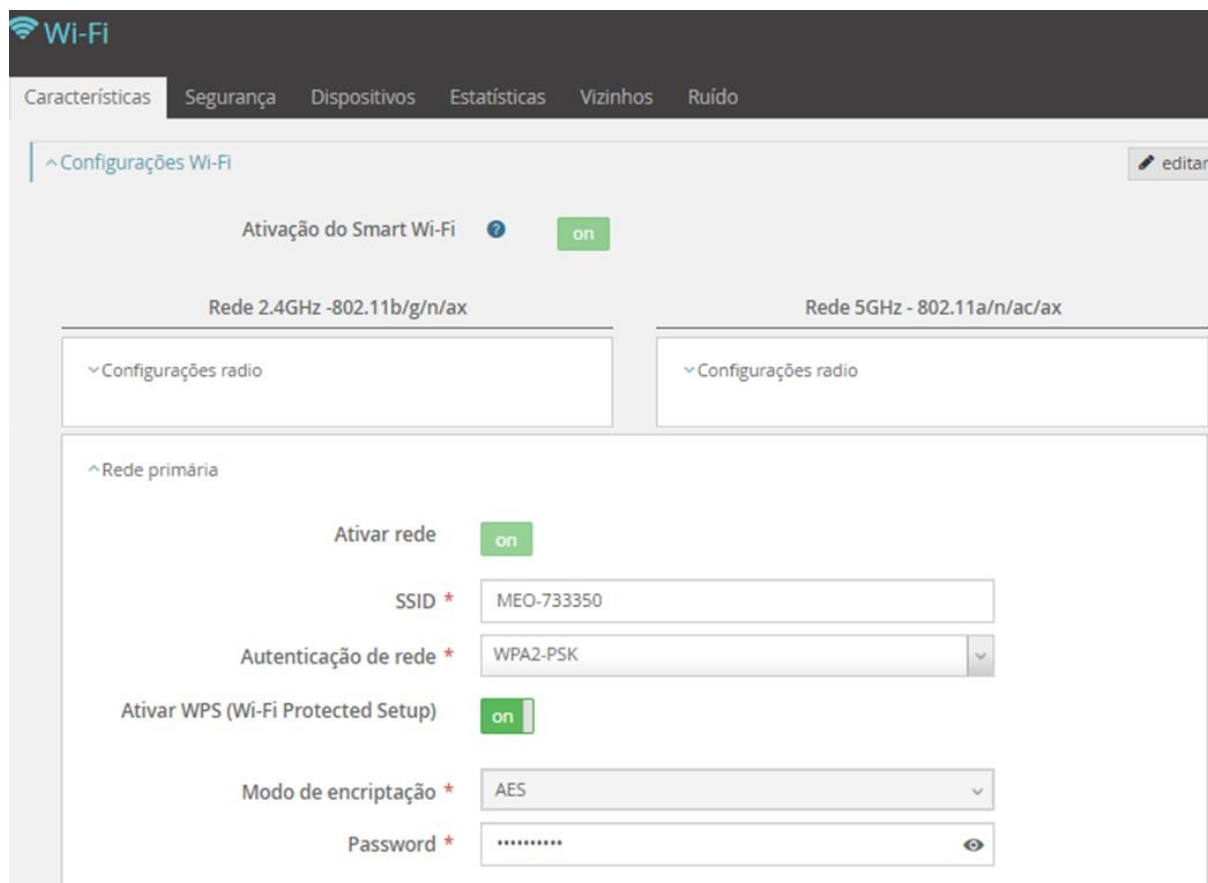 Wi-Fi
Características Segurança Dispositivos Estatísticas Vizinhos Ruído
Configurações Wi-Fi editar
Ativação do Smart Wi-Fi ? on
Rede 2.4GHz -802.11b/g/n/ax Rede 5GHz - 802.11a/n/ac/ax
Configurações radio Configurações radio
Rede primária
Ativar rede on
SSID * MEO-733350
Autenticação de rede * WPA2-PSK
Ativar WPS (Wi-Fi Protected Setup) on
Modo de encriptação * AES
Password * ••••••••••